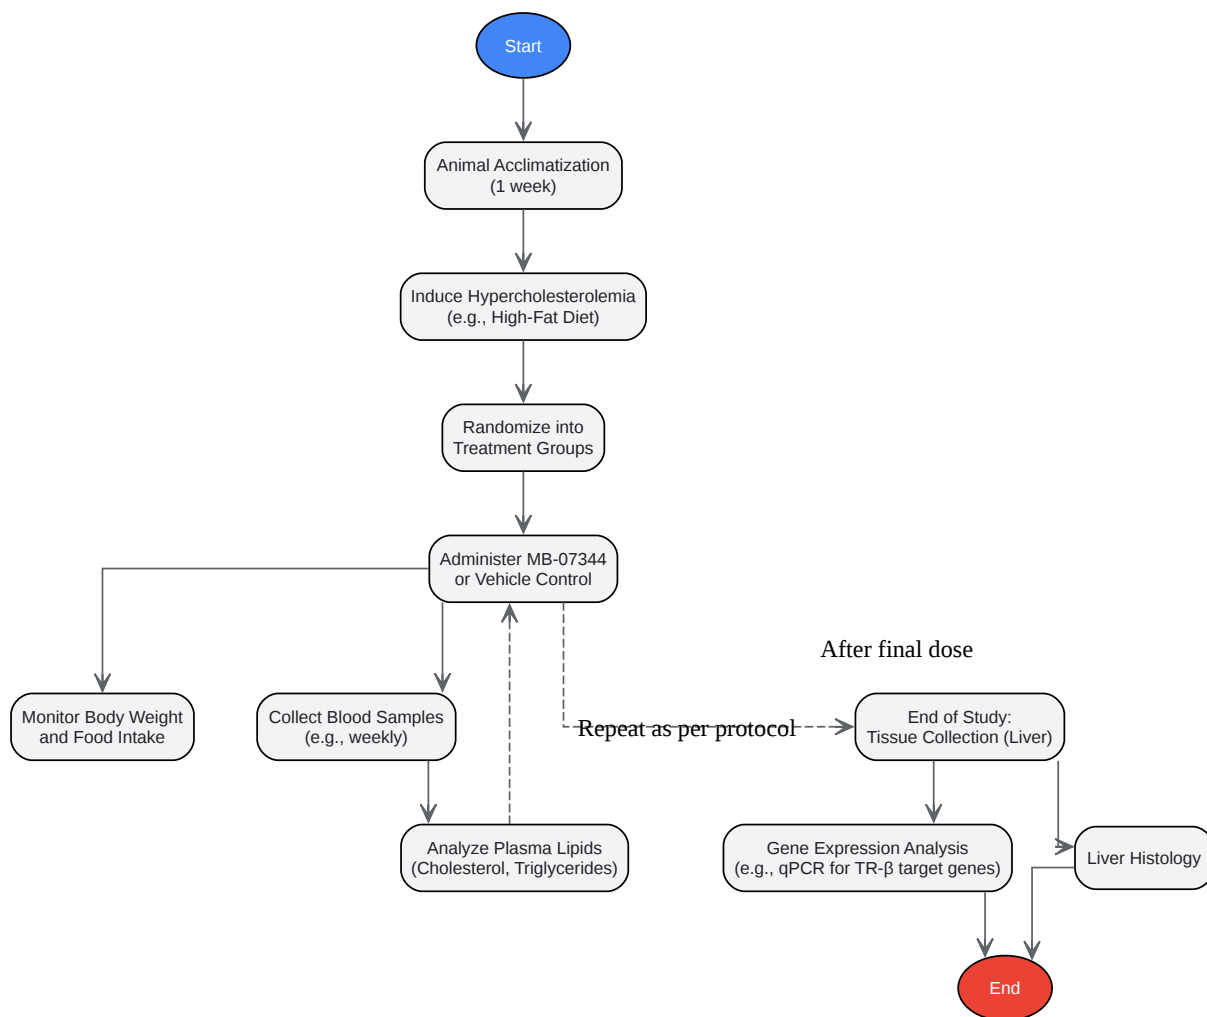 Start
Animal Acclimatization
(1 week)
Induce Hypercholesterolemia
(e.g., High-Fat Diet)
Randomize into
Treatment Groups
Administer MB-07344
or Vehicle Control
After final dose
Monitor Body Weight
and Food Intake
Collect Blood Samples
(e.g., weekly)
Repeat as per protocol
End of Study:
Tissue Collection (Liver)
Analyze Plasma Lipids
(Cholesterol, Triglycerides)
Gene Expression Analysis
(e.g., qPCR for TR-β target genes)
Liver Histology
End